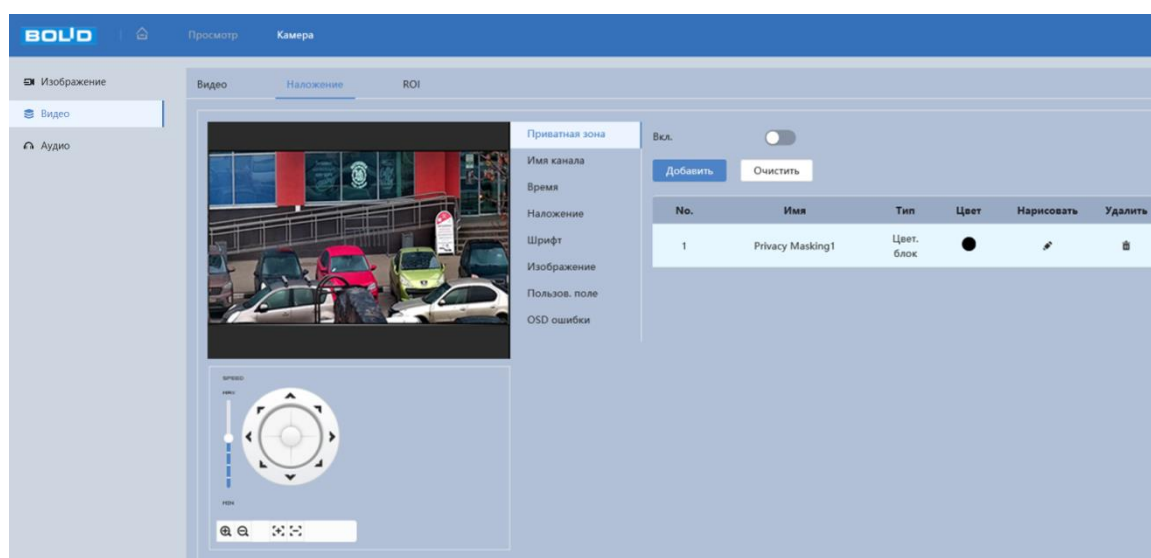 BOLID
Просмотр
Камера
Изображение
Видео
Аудио
Видео
Наложение
ROI
Приватная зона
Имя канала
Время
Наложение
Шрифт
Изображение
Пользов. поле
OSD ошибки
Вкл.
Добавить
Очистить
No. Имя Тип Цвет Нарисовать Удалить
1 Privacy Masking1 Цвет. блок
SPEED